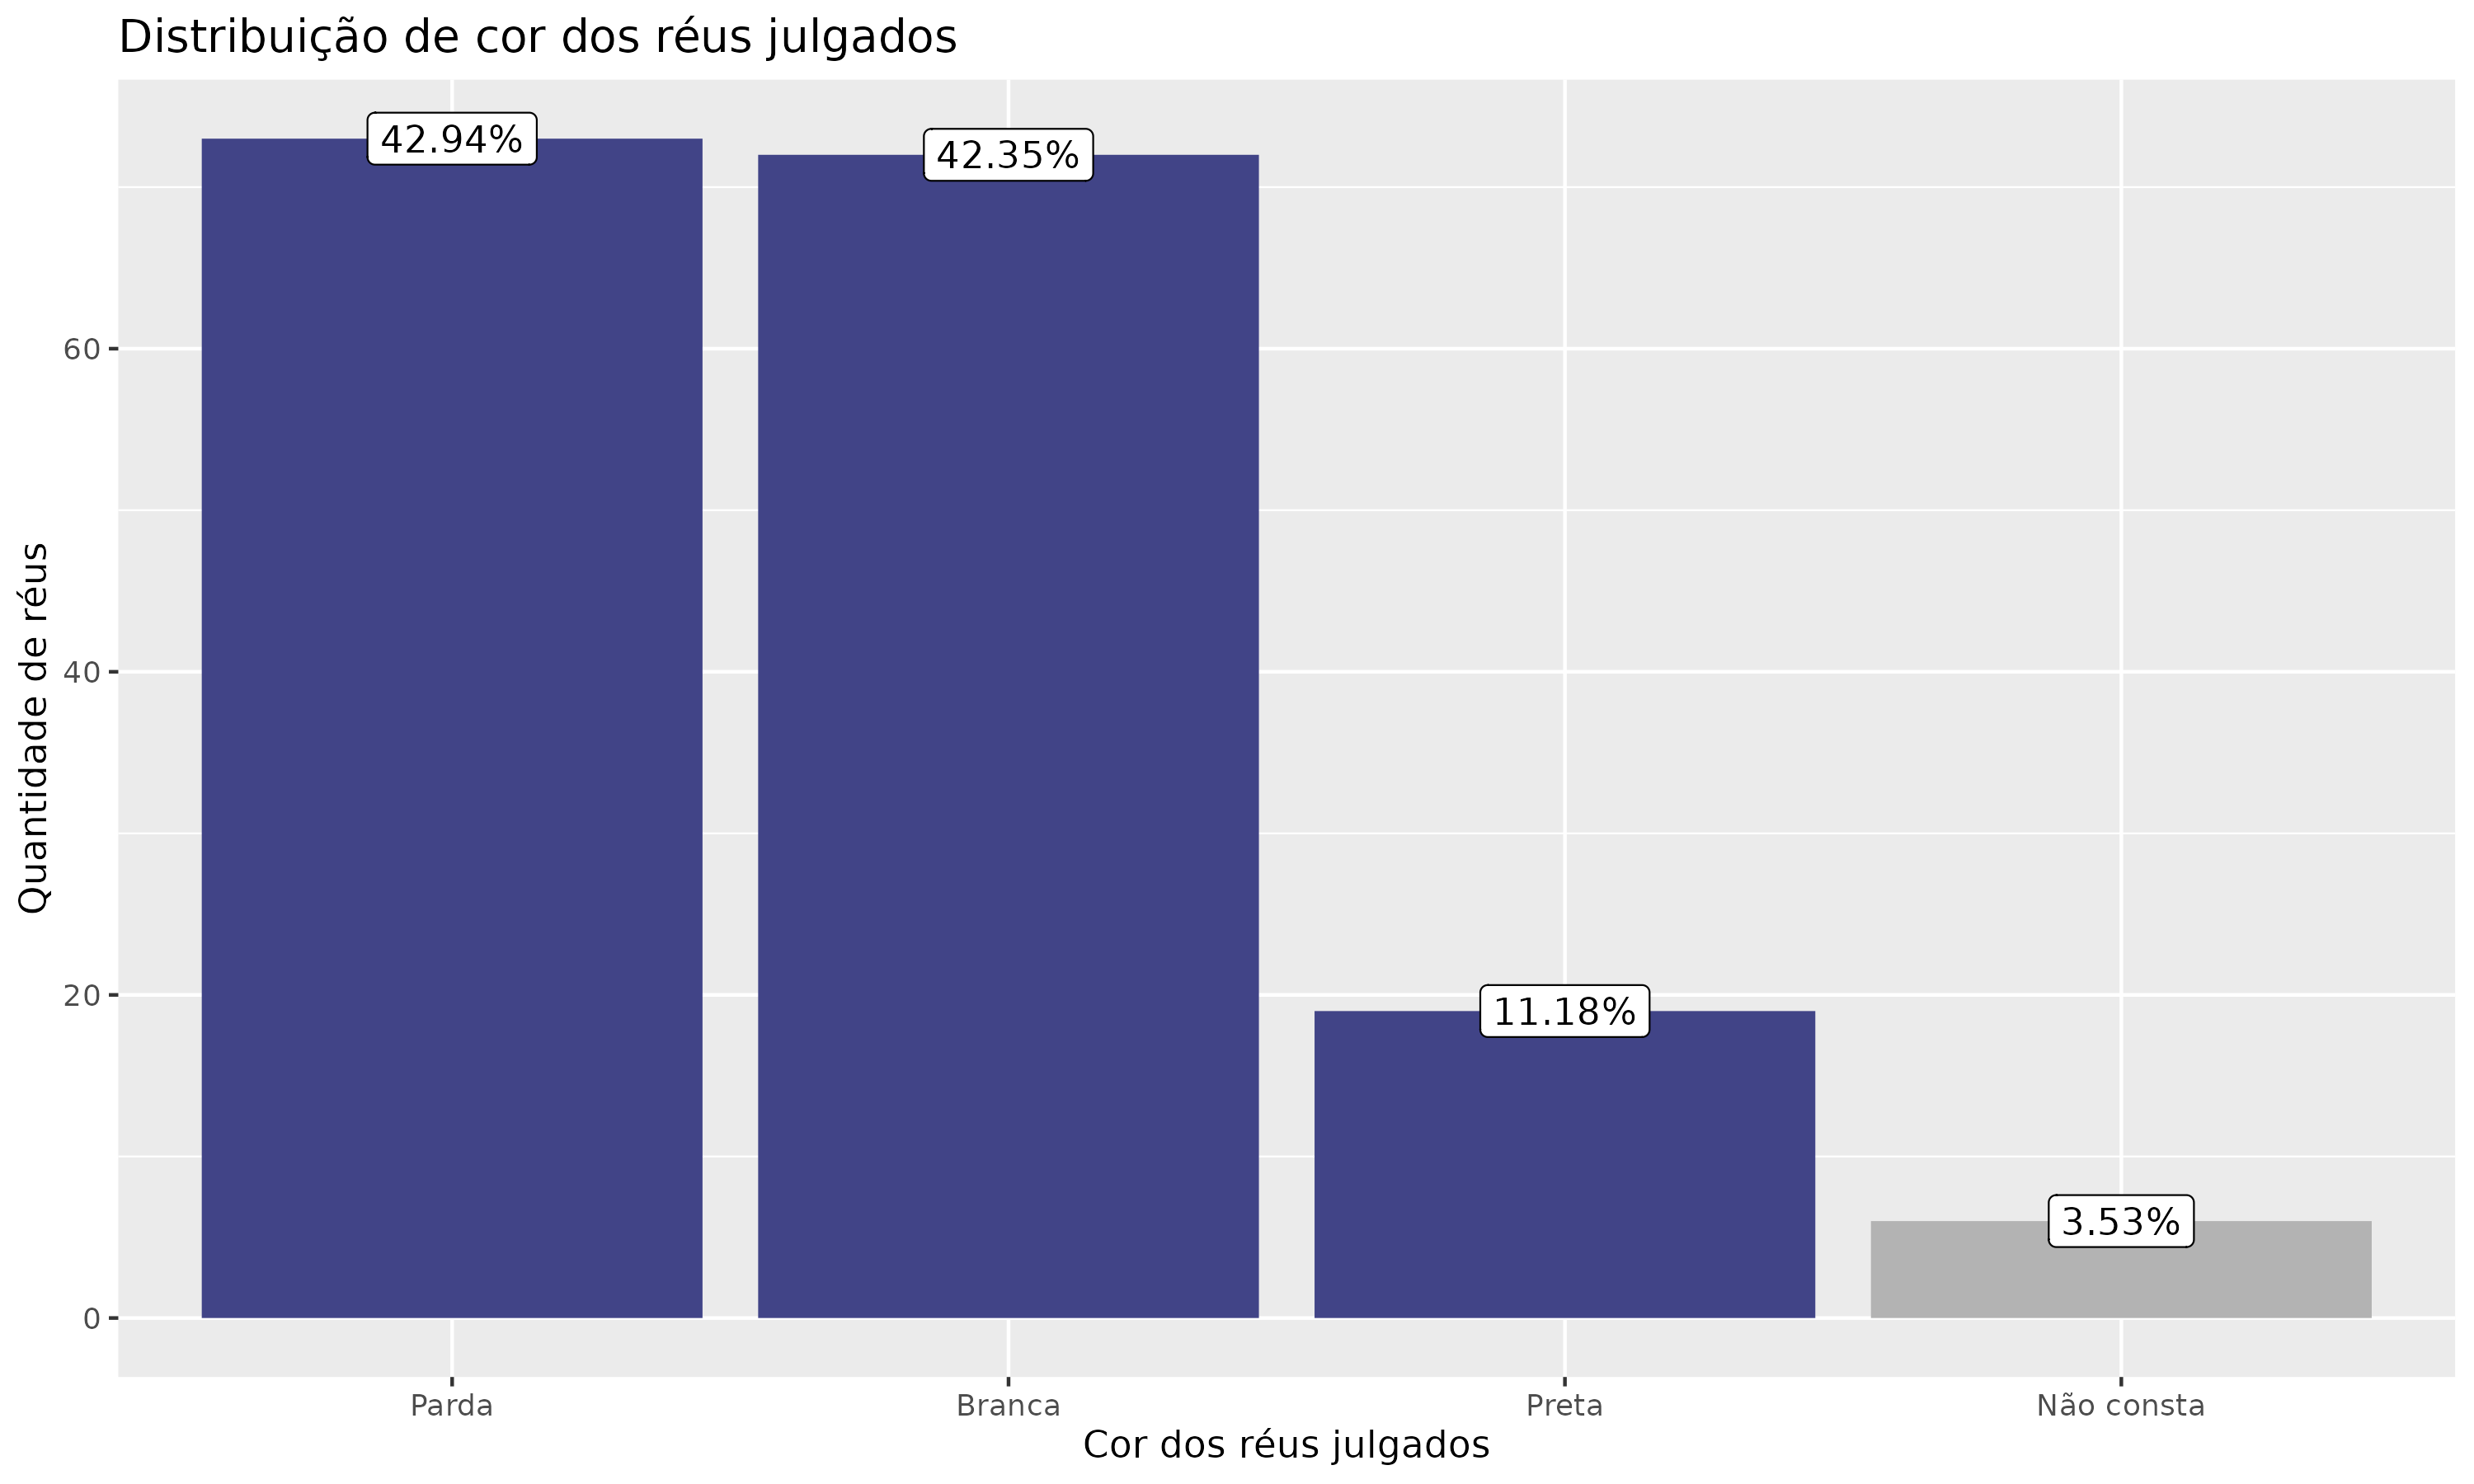 Distribuição de cor dos réus julgados
42.94%
42.35%
11.18%
3.53%
Quantidade de réus
60
40
20
0
Parda
Branca
Preta
Não consta
Cor dos réus julgados